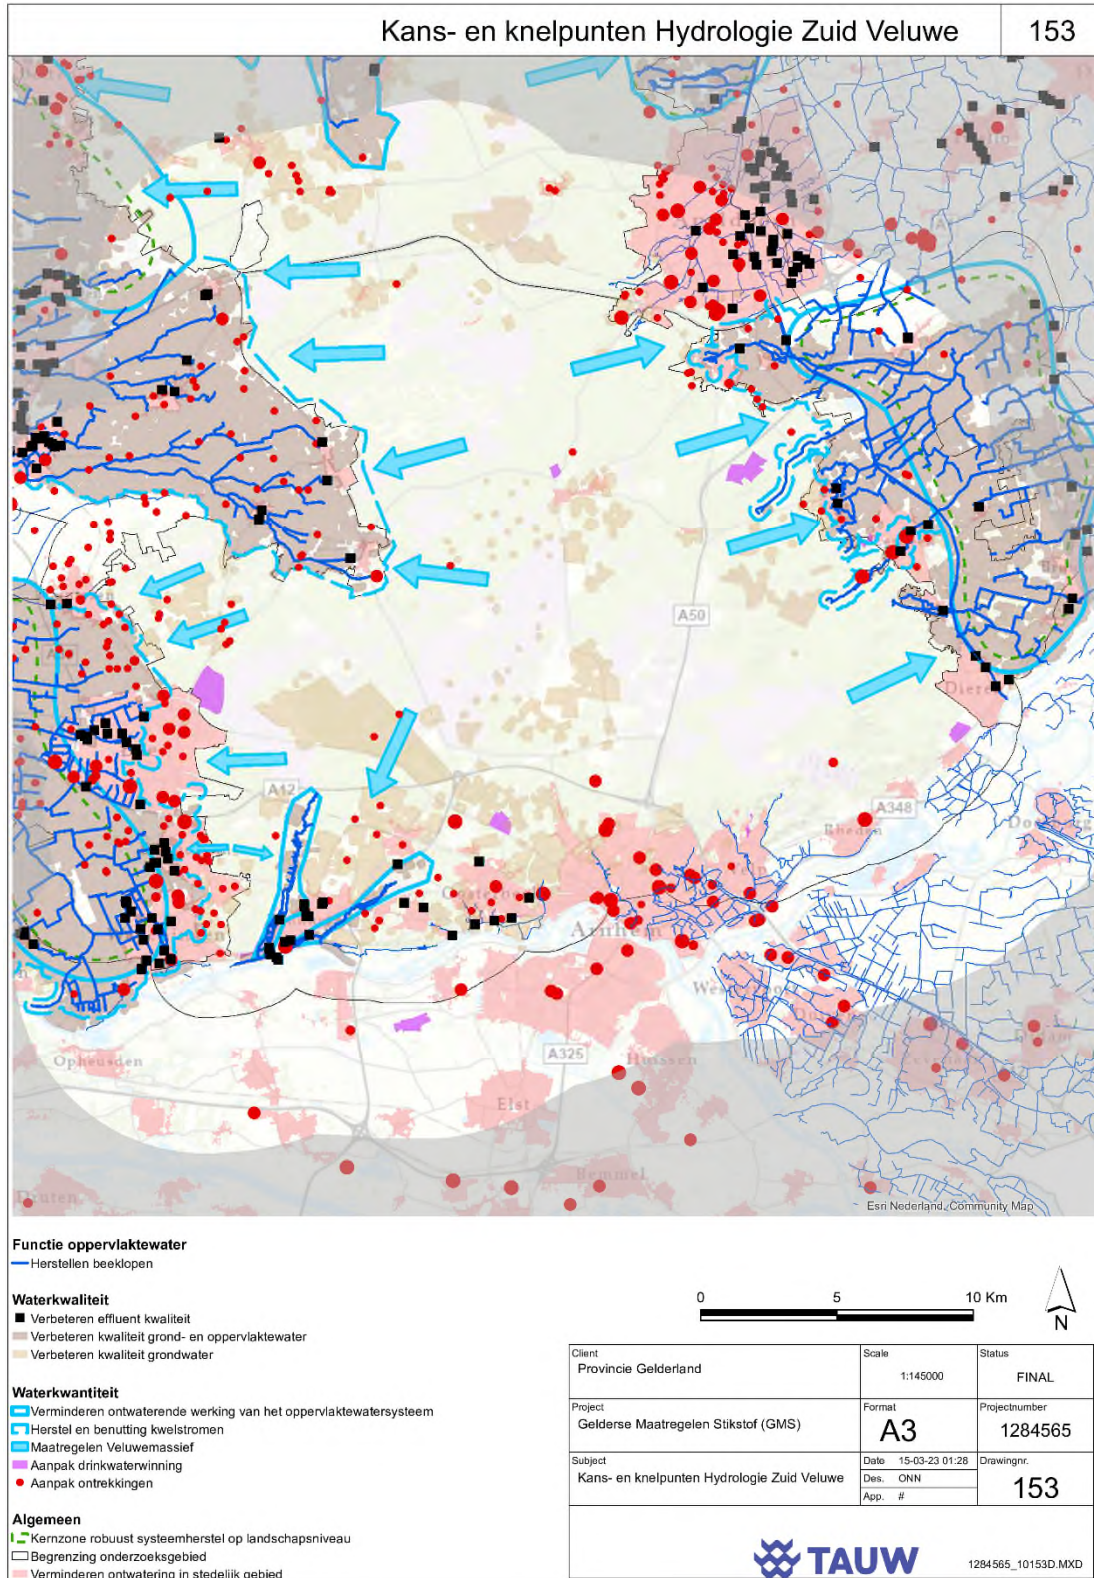 Kans- en knelpunten Hydrologie Zuid Veluwe
153
A50
Dieren
A12
A348
Rheden
Arnhem
Opheusden
A325
Huissen
Elst
Bemmel
Druten
Esri Nederland, Community Map
Functie oppervlaktewater
Herstellen beeklopen
Waterkwaliteit
Verbeteren effluent kwaliteit
Verbeteren kwaliteit grond- en oppervlaktewater
Verbeteren kwaliteit grondwater
Waterkwantiteit
Verminderen ontwaterende werking van het oppervlaktewatersysteem
Herstel en benutting kwelstromen
Maatregelen Veluwemassief
Aanpak drinkwaterwinning
Aanpak ontrekkingen
Algemeen
Kernzone robuust systeemherstel op landschapsniveau
Begrenzing onderzoeksgebied
Verminderen ontwatering in stedelijk gebied
0 5 10 Km
N
Client
Provincie Gelderland
Scale
1:145000
Status
FINAL
Project
Gelderse Maatregelen Stikstof (GMS)
Format
A3
Projectnumber
1284565
Subject
Kans- en knelpunten Hydrologie Zuid Veluwe
Date 15-03-23 01:28
Des. ONN
App. #
Drawingnr.
153
TAUW
1284565_10153D.MXD